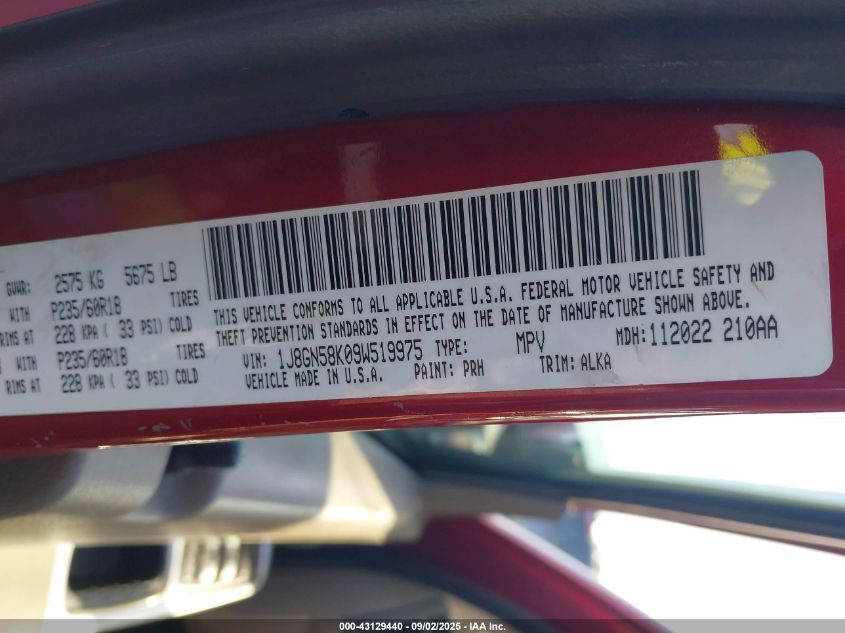 GVWR: 2575 KG 5675 LB
WITH P235/60R18 TIRES
RIMS AT 228 KPA ( 33 PSI) COLD
WITH P235/60R18 TIRES
RIMS AT 228 KPA ( 33 PSI) COLD
THIS VEHICLE CONFORMS TO ALL APPLICABLE U.S.A. FEDERAL MOTOR VEHICLE SAFETY AND
THEFT PREVENTION STANDARDS IN EFFECT ON THE DATE OF MANUFACTURE SHOWN ABOVE.
VIN: 1J8GN58K09W519975 TYPE: MPV MDH:112022 210AA
VEHICLE MADE IN U.S.A. PAINT: PRH TRIM: ALKA
000-43129440 - 09/02/2025 - IAA Inc.